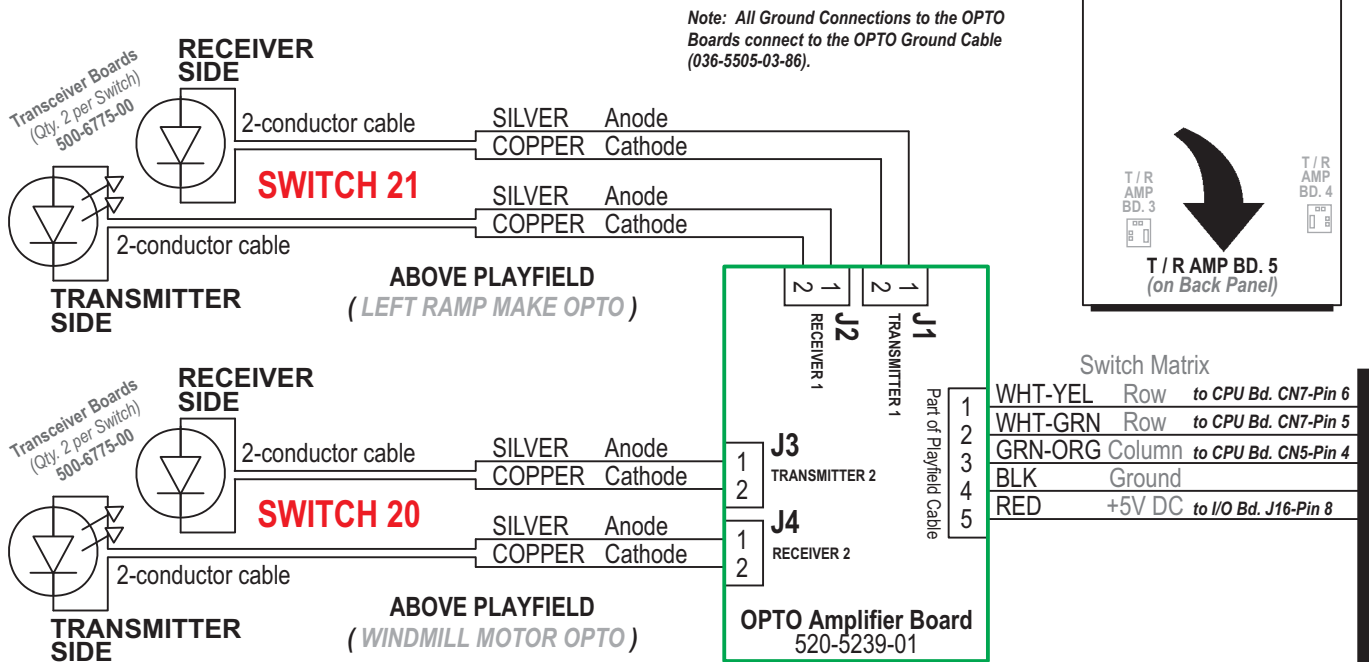 Note: All Ground Connections to the OPTO
Boards connect to the OPTO Ground Cable
(036-5505-03-86).
Transceiver Boards
(Qty. 2 per Switch)
500-6775-00
RECEIVER
SIDE
2-conductor cable
SILVER Anode
COPPER Cathode
SWITCH 21
SILVER Anode
COPPER Cathode
2-conductor cable
TRANSMITTER
SIDE
ABOVE PLAYFIELD
( LEFT RAMP MAKE OPTO )
T / R
AMP
BD. 3
T / R
AMP
BD. 4
T / R AMP BD. 5
(on Back Panel)
2 1
J2
RECEIVER 1
2 1
J1
TRANSMITTER 1
Transceiver Boards
(Qty. 2 per Switch)
500-6775-00
RECEIVER
SIDE
2-conductor cable
SILVER Anode
COPPER Cathode
SWITCH 20
SILVER Anode
COPPER Cathode
2-conductor cable
TRANSMITTER
SIDE
ABOVE PLAYFIELD
( WINDMILL MOTOR OPTO )
1
2
J3
TRANSMITTER 2
1
2
J4
RECEIVER 2
OPTO Amplifier Board
520-5239-01
Part of Playfield Cable
Switch Matrix
1 WHT-YEL Row to CPU Bd. CN7-Pin 6
2 WHT-GRN Row to CPU Bd. CN7-Pin 5
3 GRN-ORG Column to CPU Bd. CN5-Pin 4
4 BLK Ground
5 RED +5V DC to I/O Bd. J16-Pin 8